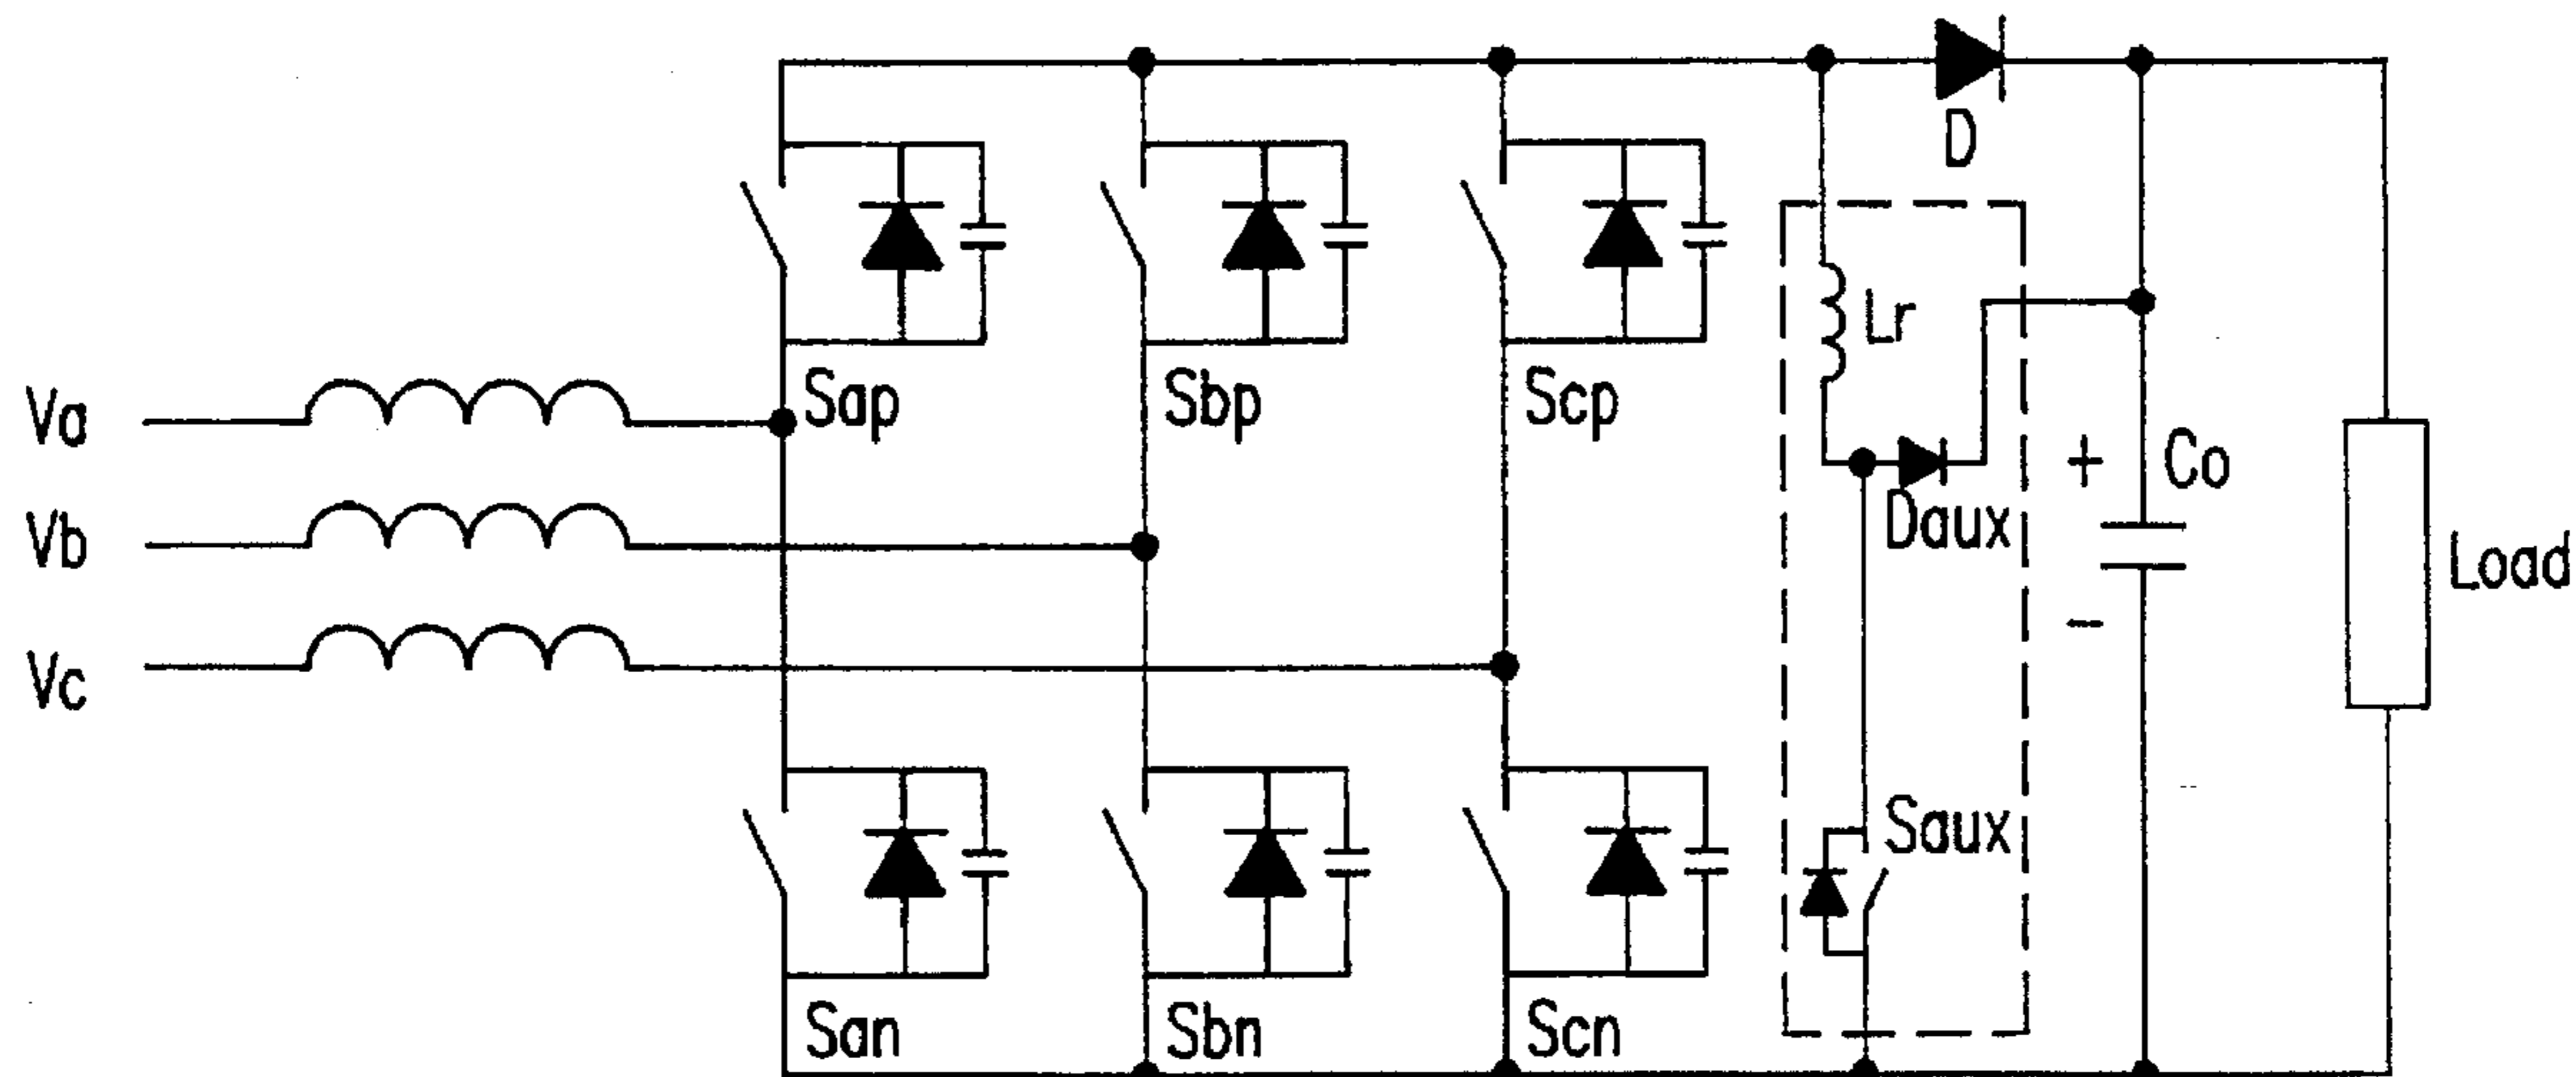 D
Lr
Va
Sap
Sbp
Scp
+
Co
Vb
Daux
Load
-
Vc
Saux
San
Sbn
Scn